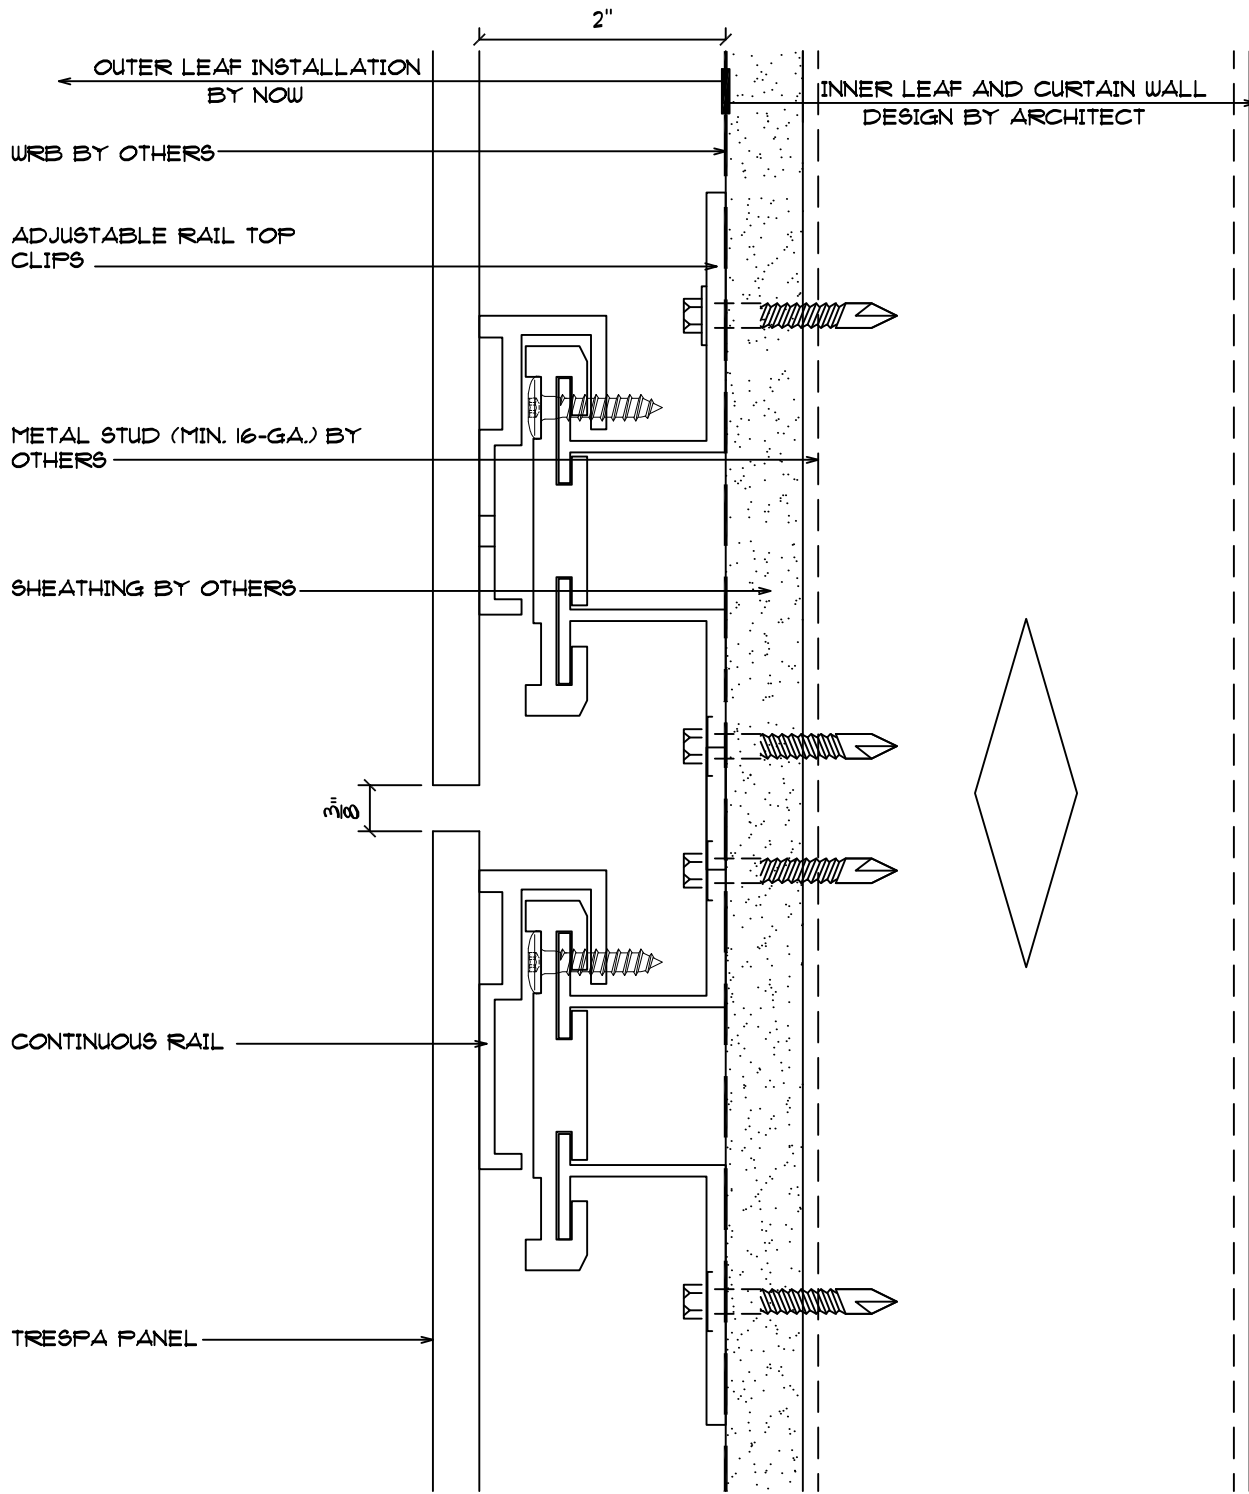 2"
OUTER LEAF INSTALLATION
BY NOW
INNER LEAF AND CURTAIN WALL
DESIGN BY ARCHITECT
WRB BY OTHERS
ADJUSTABLE RAIL TOP
CLIPS
METAL STUD (MIN. 16-GA.) BY
OTHERS
SHEATHING BY OTHERS
3/8"
CONTINUOUS RAIL
TRESPA PANEL